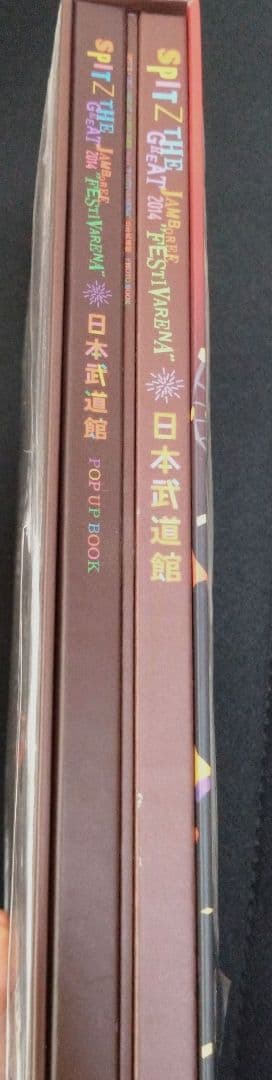 SPITZ THE GREAT JAMBOREE 2014 "FESTIVARENA" 日本武道館 POP UP BOOK
SPITZ THE GREAT JAMBOREE 2014 "FESTIVARENA" 日本武道館